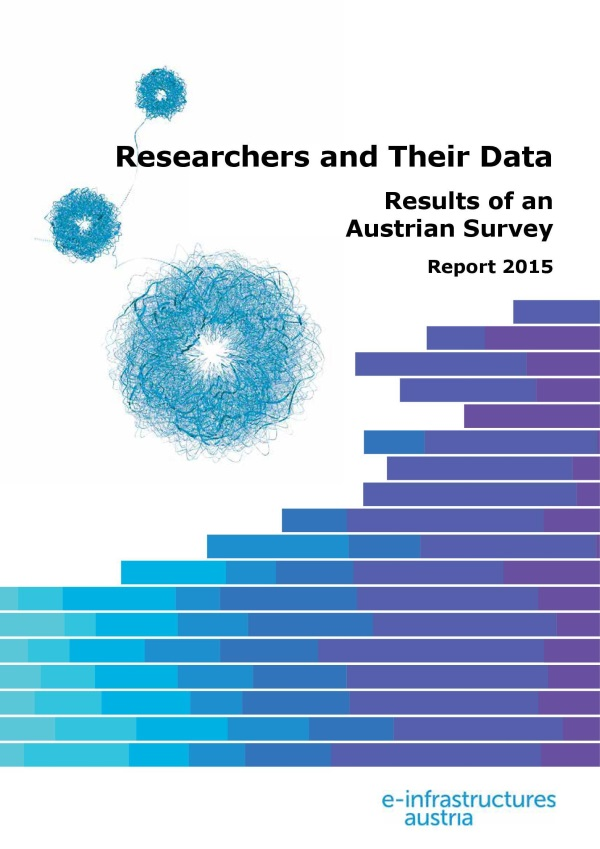 Researchers and Their Data
Results of an
Austrian Survey
Report 2015
e-infrastructures
austria